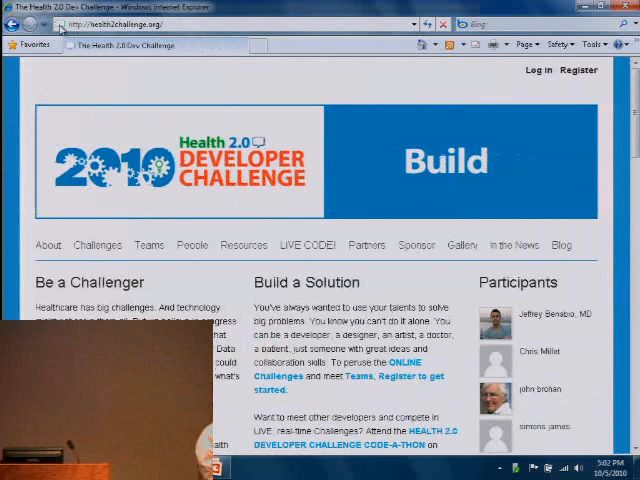 The Health 2.0 Dev Challenge - Windows Internet Explorer
http://health2challenge.org/
Bing
Favorites
The Health 2.0 Dev Challenge
Page
Safety
Tools
Log in Register
2010
Health 2.0
DEVELOPER
CHALLENGE
Build
About Challenges Teams People Resources LIVE CODE! Partners Sponsor Gallery In the News Blog
Be a Challenger
Healthcare has big challenges. And technology
that
Data
could
what's
Build a Solution
You've always wanted to use your talents to solve
big problems. You know you can't do it alone. You
can be a developer, a designer, an artist, a doctor,
a patient, just someone with great ideas and
collaboration skills. To peruse the ONLINE
Challenges and meet Teams, Register to get
started.
Want to meet other developers and compete in
LIVE, real-time Challenges? Attend the HEALTH 2.0
DEVELOPER CHALLENGE CODE-A-THON on
Participants
Jeffrey Benabio, MD
Chris Millet
john brohan
simons james
5:02 PM
10/5/2010